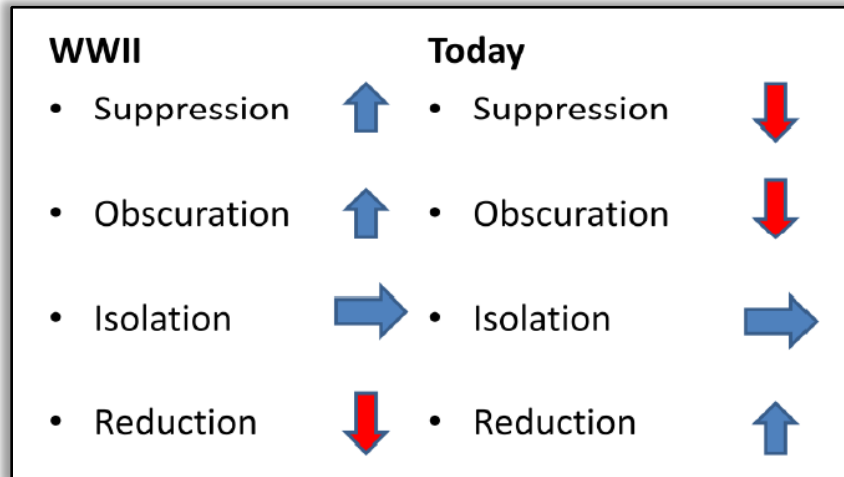 WWII Today
• Suppression • Suppression
• Obscuration • Obscuration
• Isolation • Isolation
• Reduction • Reduction